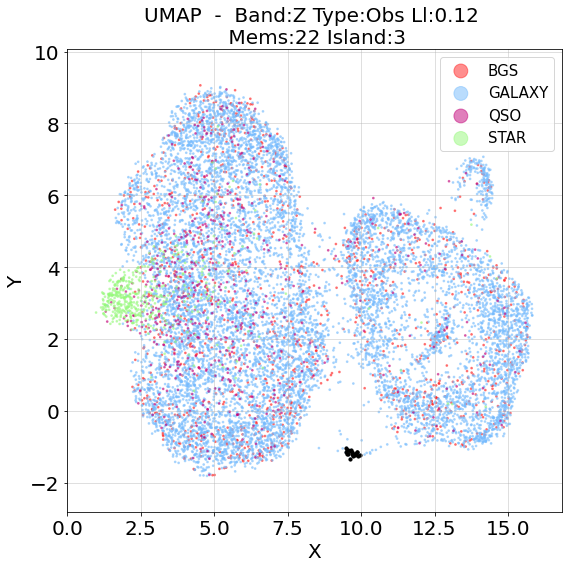 UMAP - Band:Z Type:Obs Ll:0.12
Mems:22 Island:3
10
8
6
4
2
0
−2
Y
BGS
GALAXY
QSO
STAR
0.0 2.5 5.0 7.5 10.0 12.5 15.0
X